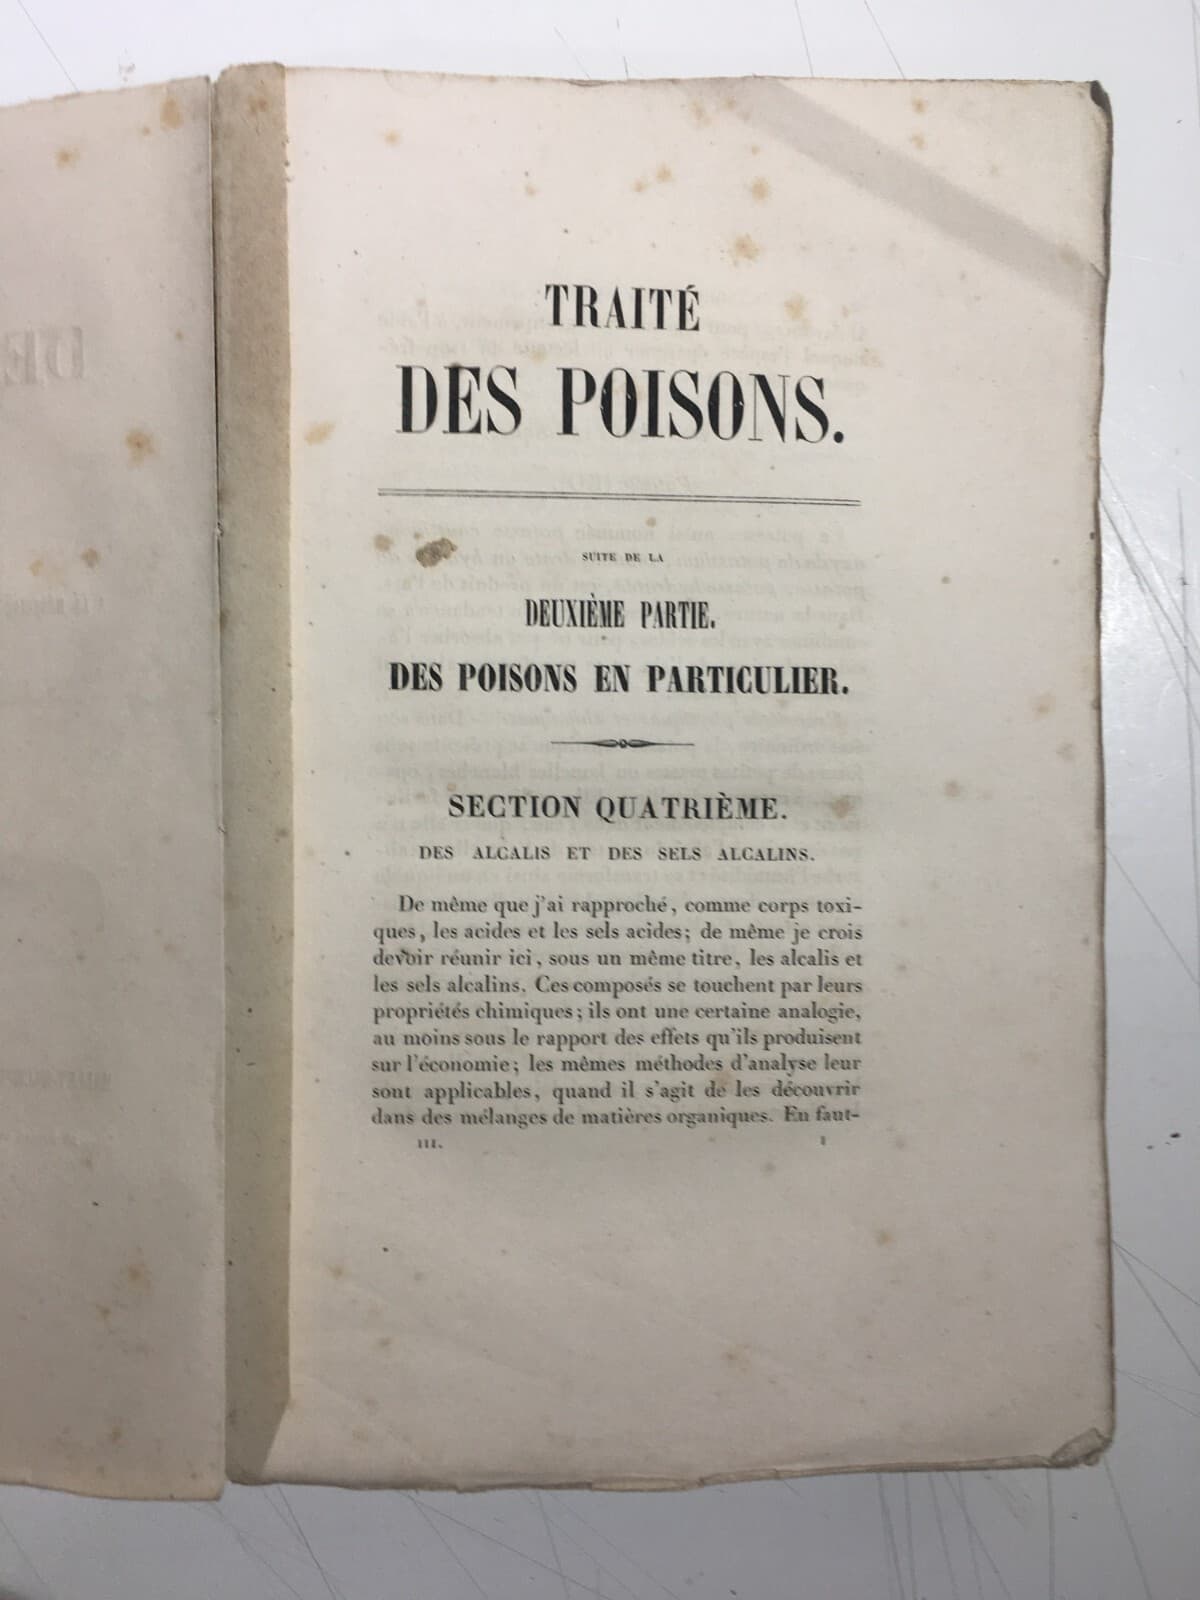 TRAITÉ
DES POISONS.
SUITE DE LA
DEUXIÈME PARTIE.
DES POISONS EN PARTICULIER.
SECTION QUATRIÈME.
DES ALCALIS ET DES SELS ALCALINS.
De même que j'ai rapproché, comme corps toxi-
ques, les acides et les sels acides; de même je crois
devoir réunir ici, sous un même titre, les alcalis et
les sels alcalins. Ces composés se touchent par leurs
propriétés chimiques; ils ont une certaine analogie,
au moins sous le rapport des effets qu'ils produisent
sur l'économie; les mêmes méthodes d'analyse leur
sont applicables, quand il s'agit de les découvrir
dans des mélanges de matières organiques. En faut-
III. 1